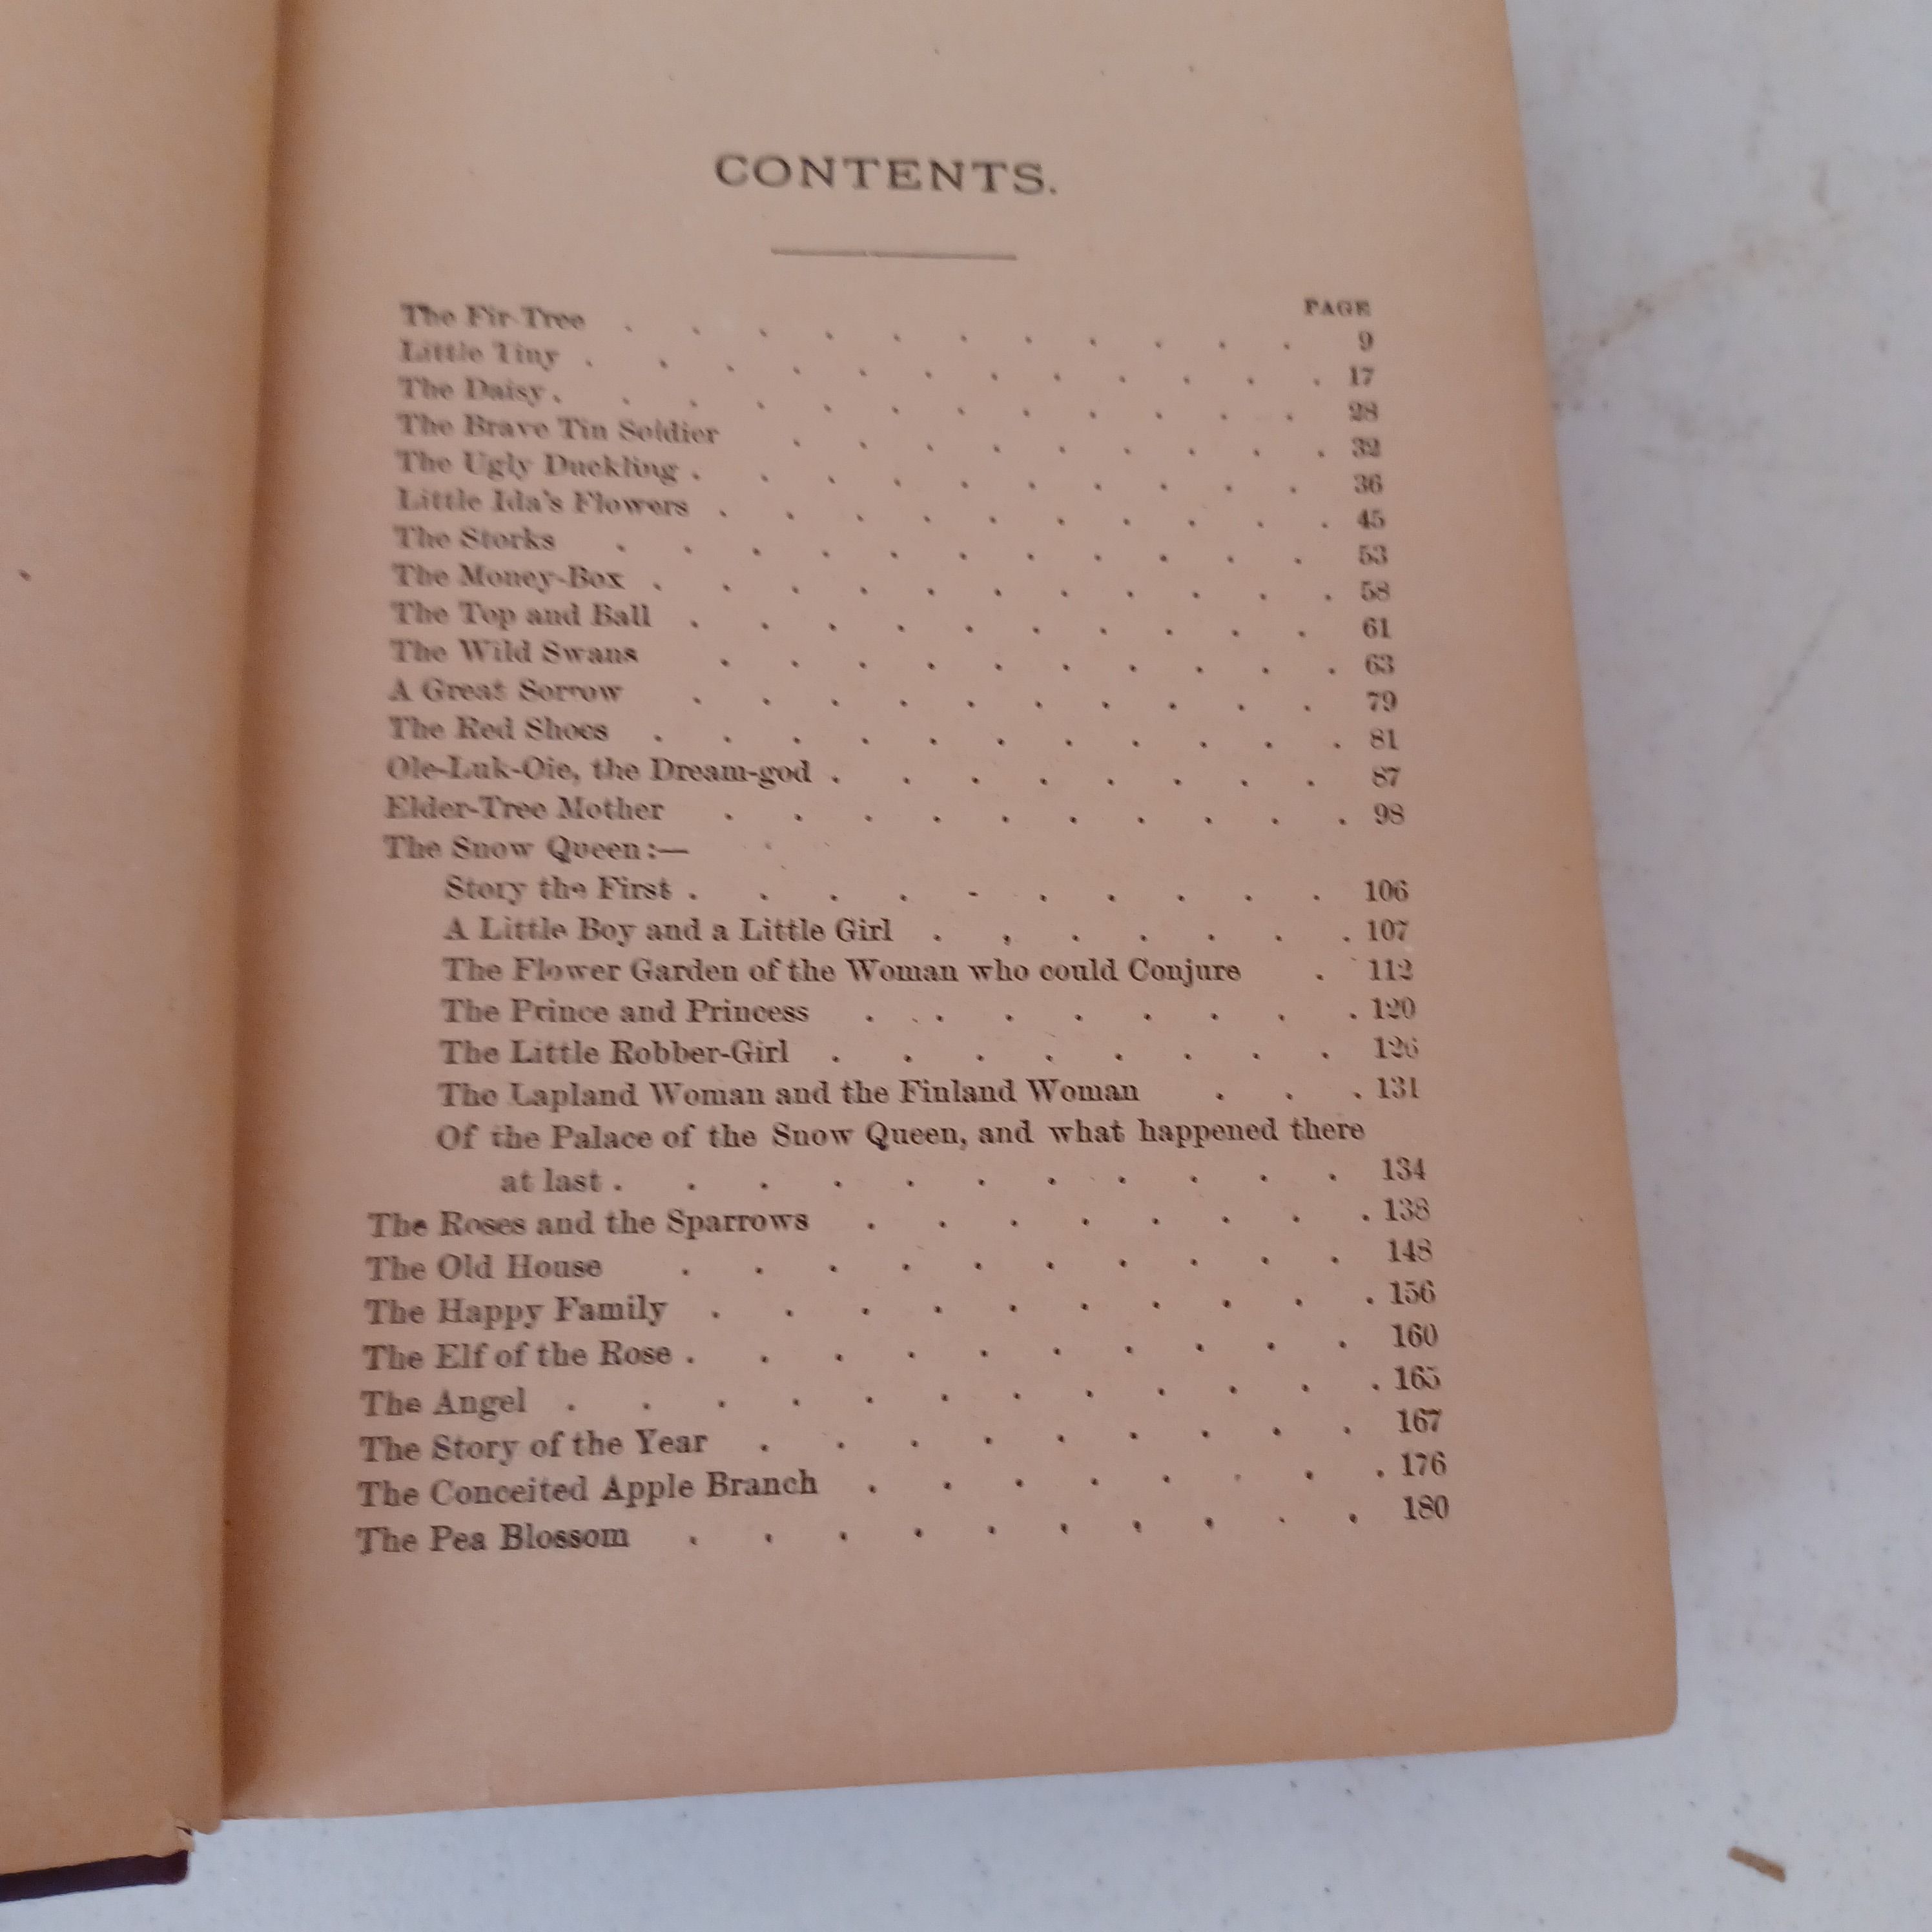 CONTENTS.
PAGE
The Fir-Tree . . . . . . . . . . . 9
Little Tiny . . . . . . . . . . . . 17
The Daisy . . . . . . . . . . . . 28
The Brave Tin Soldier . . . . . . . . . 32
The Ugly Duckling . . . . . . . . . . 36
Little Ida's Flowers . . . . . . . . . . 45
The Storks . . . . . . . . . . . 53
The Money-Box . . . . . . . . . . . 58
The Top and Ball . . . . . . . . . . 61
The Wild Swans . . . . . . . . . . 63
A Great Sorrow . . . . . . . . . . 79
The Red Shoes . . . . . . . . . . . 81
Ole-Luk-Oie, the Dream-god . . . . . . . . 87
Elder-Tree Mother . . . . . . . . . . 98
The Snow Queen:—
Story the First . . . . . . . . . . 106
A Little Boy and a Little Girl . . . . . . . 107
The Flower Garden of the Woman who could Conjure . 112
The Prince and Princess . . . . . . . . 120
The Little Robber-Girl . . . . . . . . 126
The Lapland Woman and the Finland Woman . . . 131
Of the Palace of the Snow Queen, and what happened there
at last . . . . . . . . . . . 134
The Roses and the Sparrows . . . . . . . . 138
The Old House . . . . . . . . . . 148
The Happy Family . . . . . . . . . . 156
The Elf of the Rose . . . . . . . . . . 160
The Angel . . . . . . . . . . . . 165
The Story of the Year . . . . . . . . . 167
The Conceited Apple Branch . . . . . . . . 176
The Pea Blossom . . . . . . . . . . 180